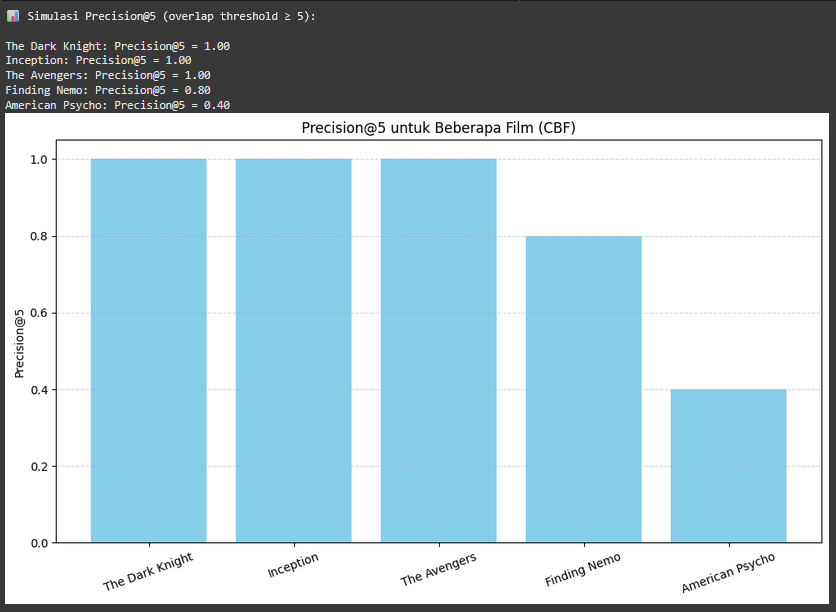 📊 Simulasi Precision@5 (overlap threshold ≥ 5):
The Dark Knight: Precision@5 = 1.00
Inception: Precision@5 = 1.00
The Avengers: Precision@5 = 1.00
Finding Nemo: Precision@5 = 0.80
American Psycho: Precision@5 = 0.40
Precision@5 untuk Beberapa Film (CBF)
1.0
0.8
0.6
0.4
0.2
0.0
Precision@5
The Dark Knight
Inception
The Avengers
Finding Nemo
American Psycho